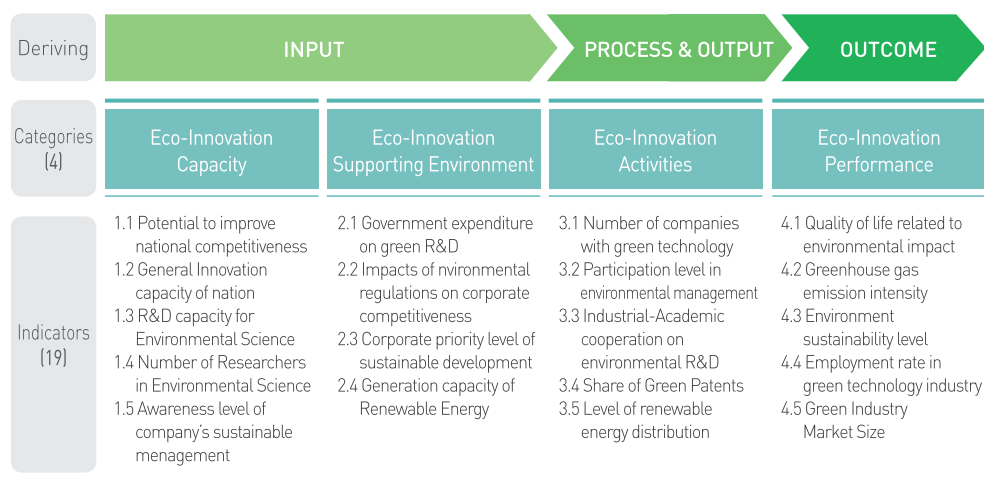 Deriving
INPUT
PROCESS & OUTPUT
OUTCOME
Categories
(4)
Eco-Innovation
Capacity
Eco-Innovation
Supporting Environment
Eco-Innovation
Activities
Eco-Innovation
Performance
Indicators
(19)
1.1 Potential to improve
national competitiveness
1.2 General Innovation
capacity of nation
1.3 R&D capacity for
Environmental Science
1.4 Number of Researchers
in Environmental Science
1.5 Awareness level of
company's sustainable
menagement
2.1 Government expenditure
on green R&D
2.2 Impacts of nvironmental
regulations on corporate
competitiveness
2.3 Corporate priority level of
sustainable development
2.4 Generation capacity of
Renewable Energy
3.1 Number of companies
with green technology
3.2 Participation level in
environmental management
3.3 Industrial-Academic
cooperation on
environmental R&D
3.4 Share of Green Patents
3.5 Level of renewable
energy distribution
4.1 Quality of life related to
environmental impact
4.2 Greenhouse gas
emission intensity
4.3 Environment
sustainability level
4.4 Employment rate in
green technology industry
4.5 Green Industry
Market Size